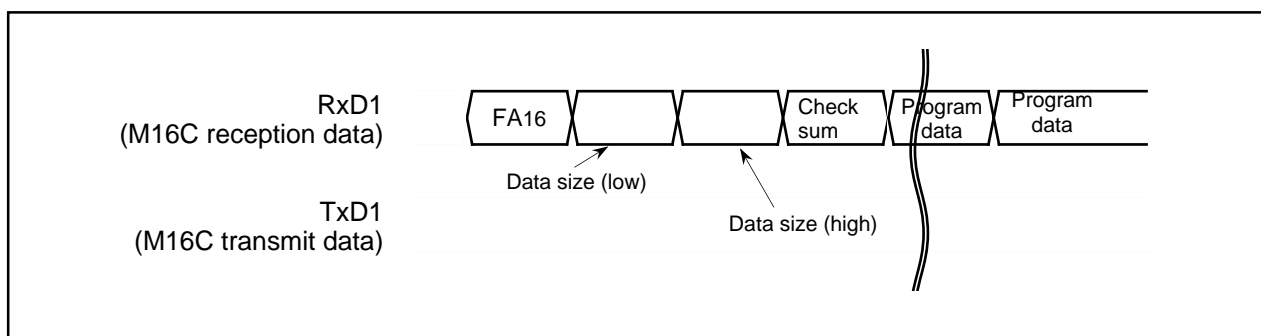 RxD1
(M16C reception data)
FA16
Check
sum
Program
data
Program
data
Data size (low)
Data size (high)
TxD1
(M16C transmit data)